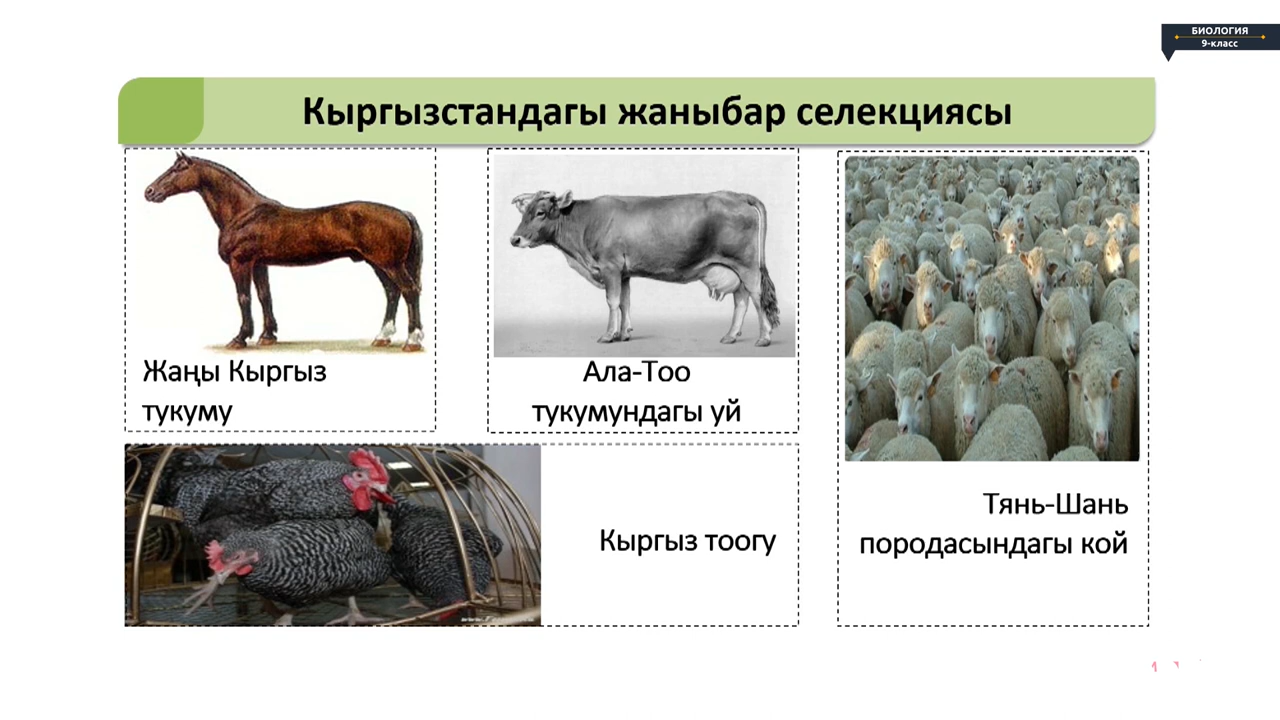 БИОЛОГИЯ
9-класс
Кыргызстандагы жаныбар селекциясы
Жаңы Кыргыз
тукуму
Ала-Тоо
тукумундагы уй
Кыргыз тоогу
Тянь-Шань
породасындагы кой